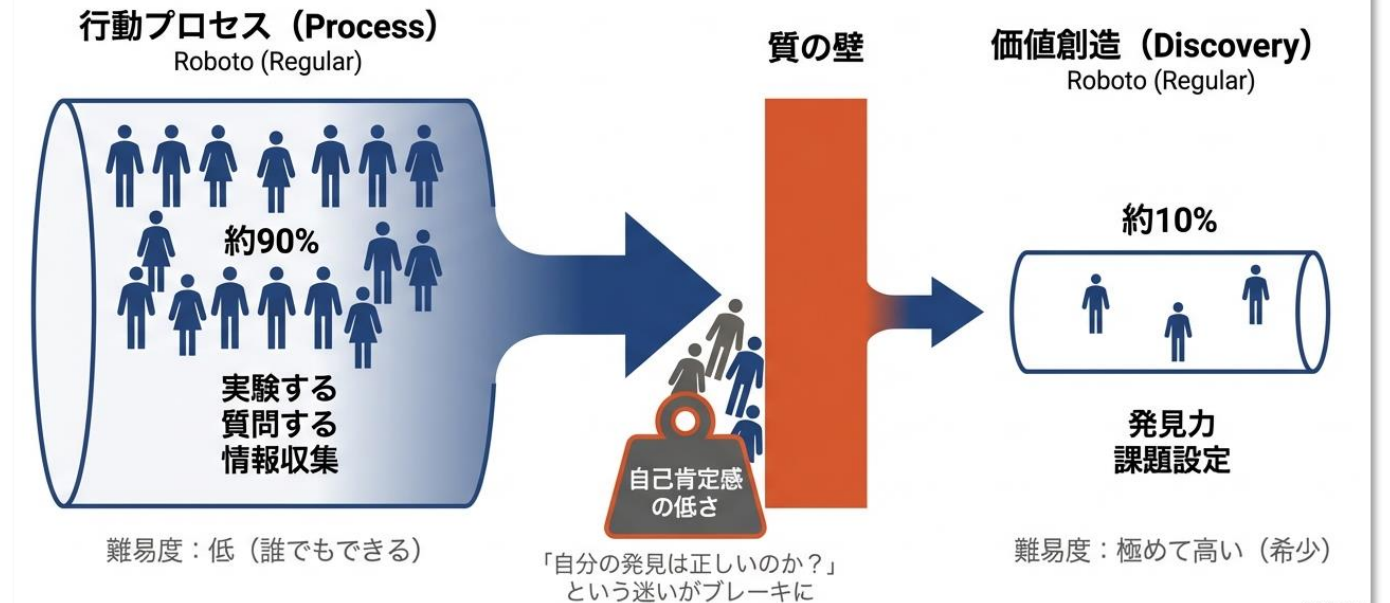 行動プロセス（Process）
Roboto (Regular)
約90%
実験する
質問する
情報収集
難易度：低（誰でもできる）
質の壁
自己肯定感
の低さ
「自分の発見は正しいのか？」
という迷いがブレーキに
価値創造（Discovery）
Roboto (Regular)
約10%
発見力
課題設定
難易度：極めて高い（希少）